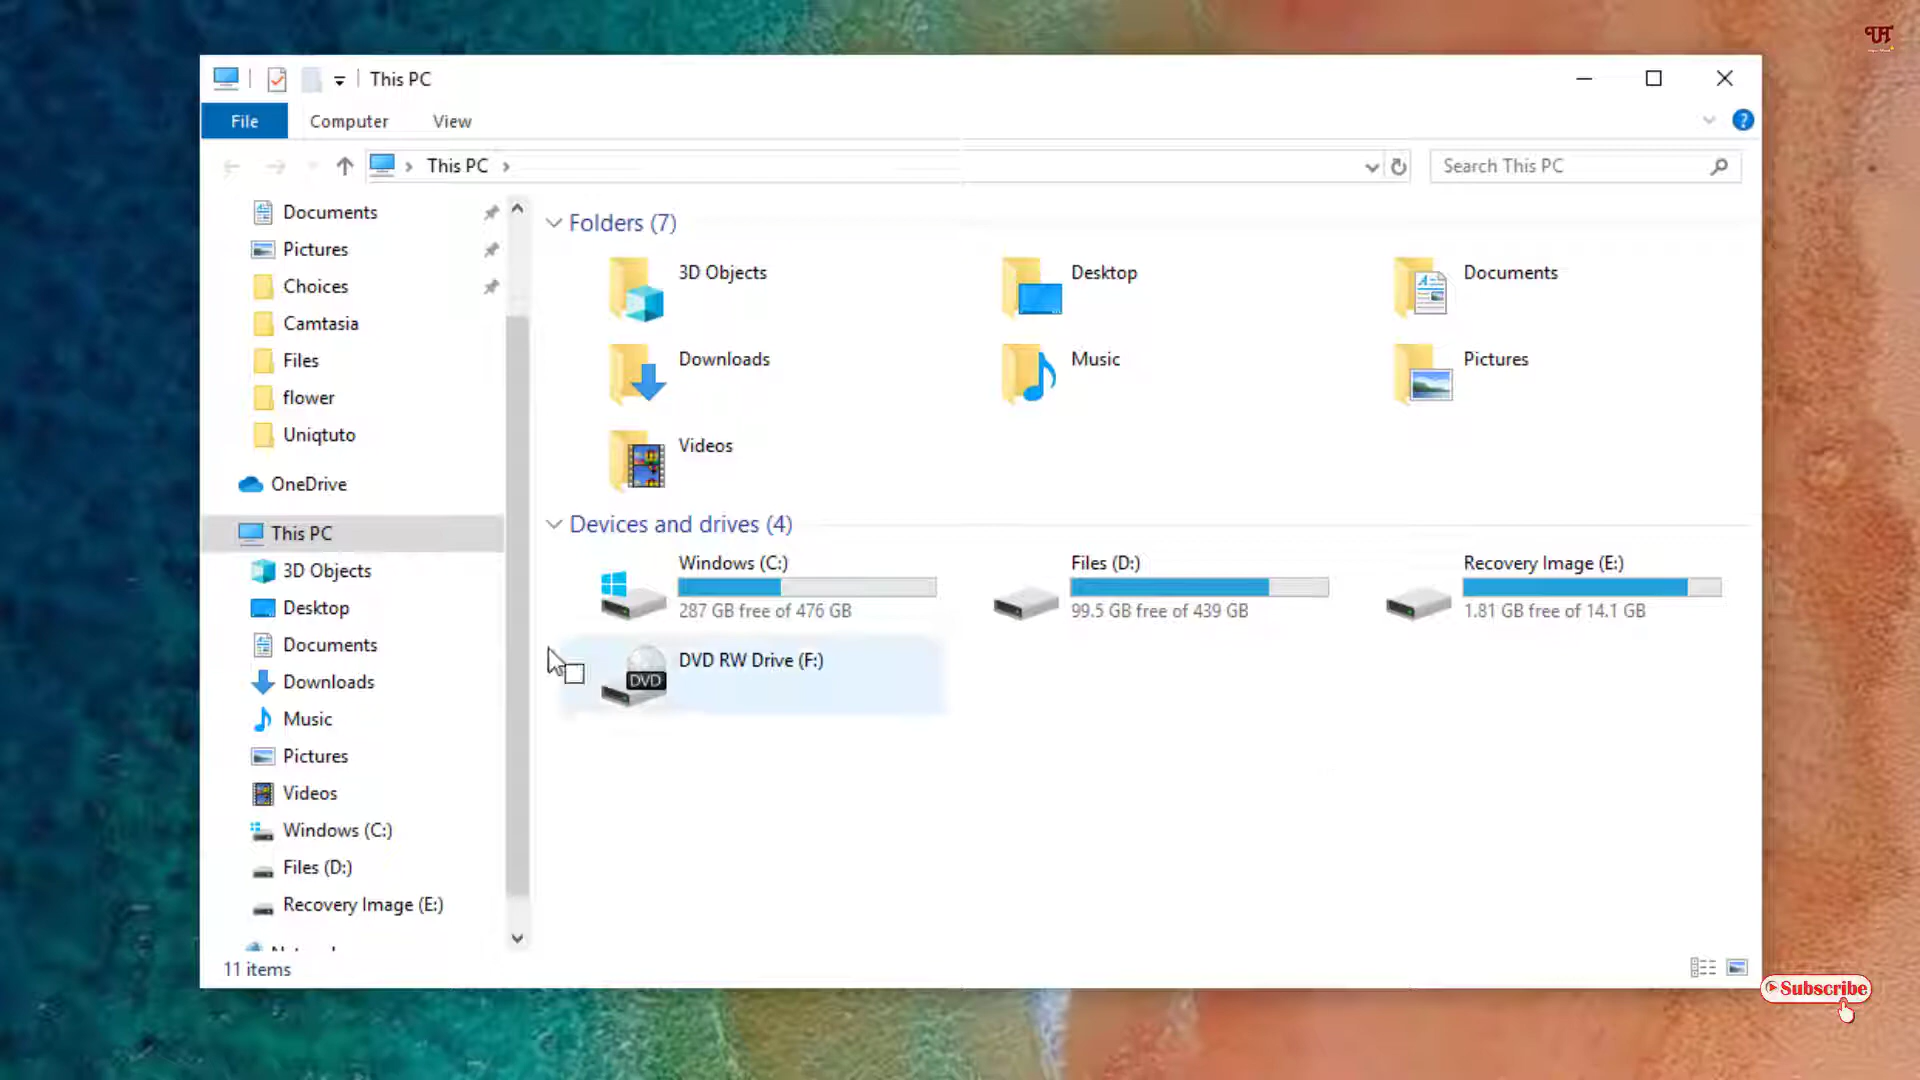 UT
This PC
File Computer View
This PC
Search This PC
Documents
Pictures
Choices
Camtasia
Files
flower
Uniqtuto
OneDrive
This PC
3D Objects
Desktop
Documents
Downloads
Music
Pictures
Videos
Windows (C:)
Files (D:)
Recovery Image (E:)
Folders (7)
3D Objects
Desktop
Documents
Downloads
Music
Pictures
Videos
Devices and drives (4)
Windows (C:)
287 GB free of 476 GB
Files (D:)
99.5 GB free of 439 GB
Recovery Image (E:)
1.81 GB free of 14.1 GB
DVD RW Drive (F:)
DVD
11 items
Subscribe